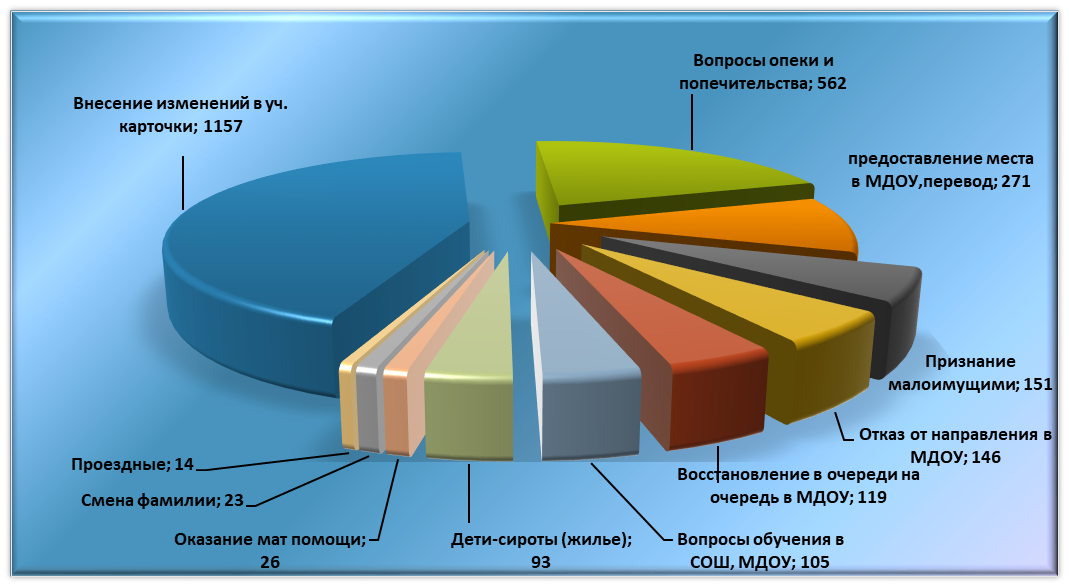 Вопросы опеки и
попечительства; 562
Внесение изменений в уч.
карточки; 1157
предоставление места
в МДОУ,перевод; 271
Признание
малоимущими; 151
Отказ от направления в
МДОУ; 146
Восстановление в очереди на
очередь в МДОУ; 119
Вопросы обучения в
СОШ, МДОУ; 105
Дети-сироты (жилье);
93
Оказание мат помощи;
26
Смена фамилии; 23
Проездные; 14